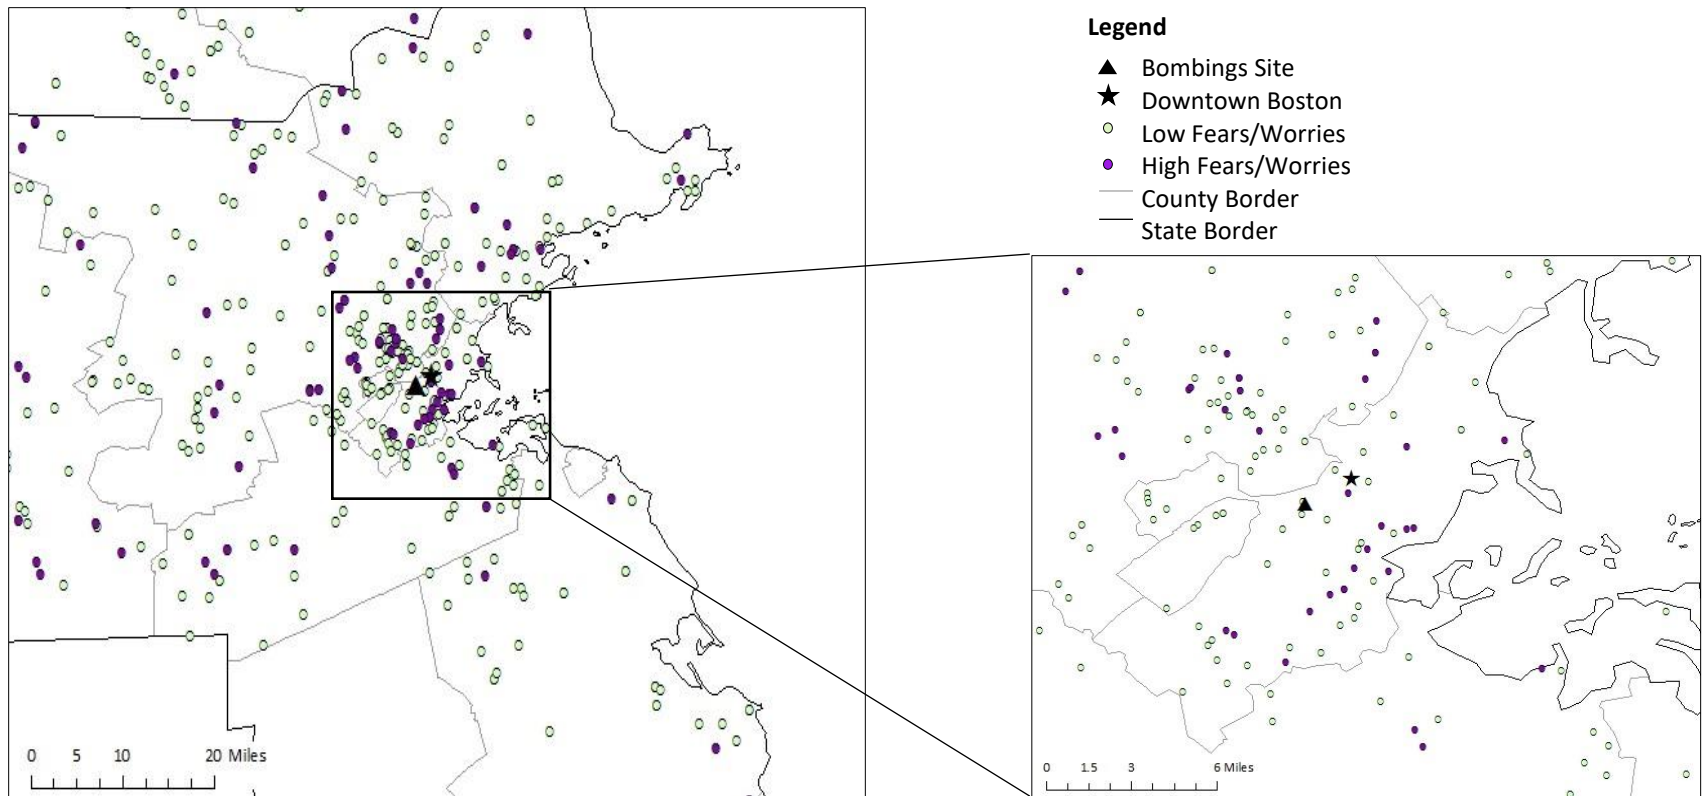 Legend
Bombings Site
Downtown Boston
Low Fears/Worries
High Fears/Worries
County Border
State Border
0 5 10 20 Miles
0 1.5 3 6 Miles